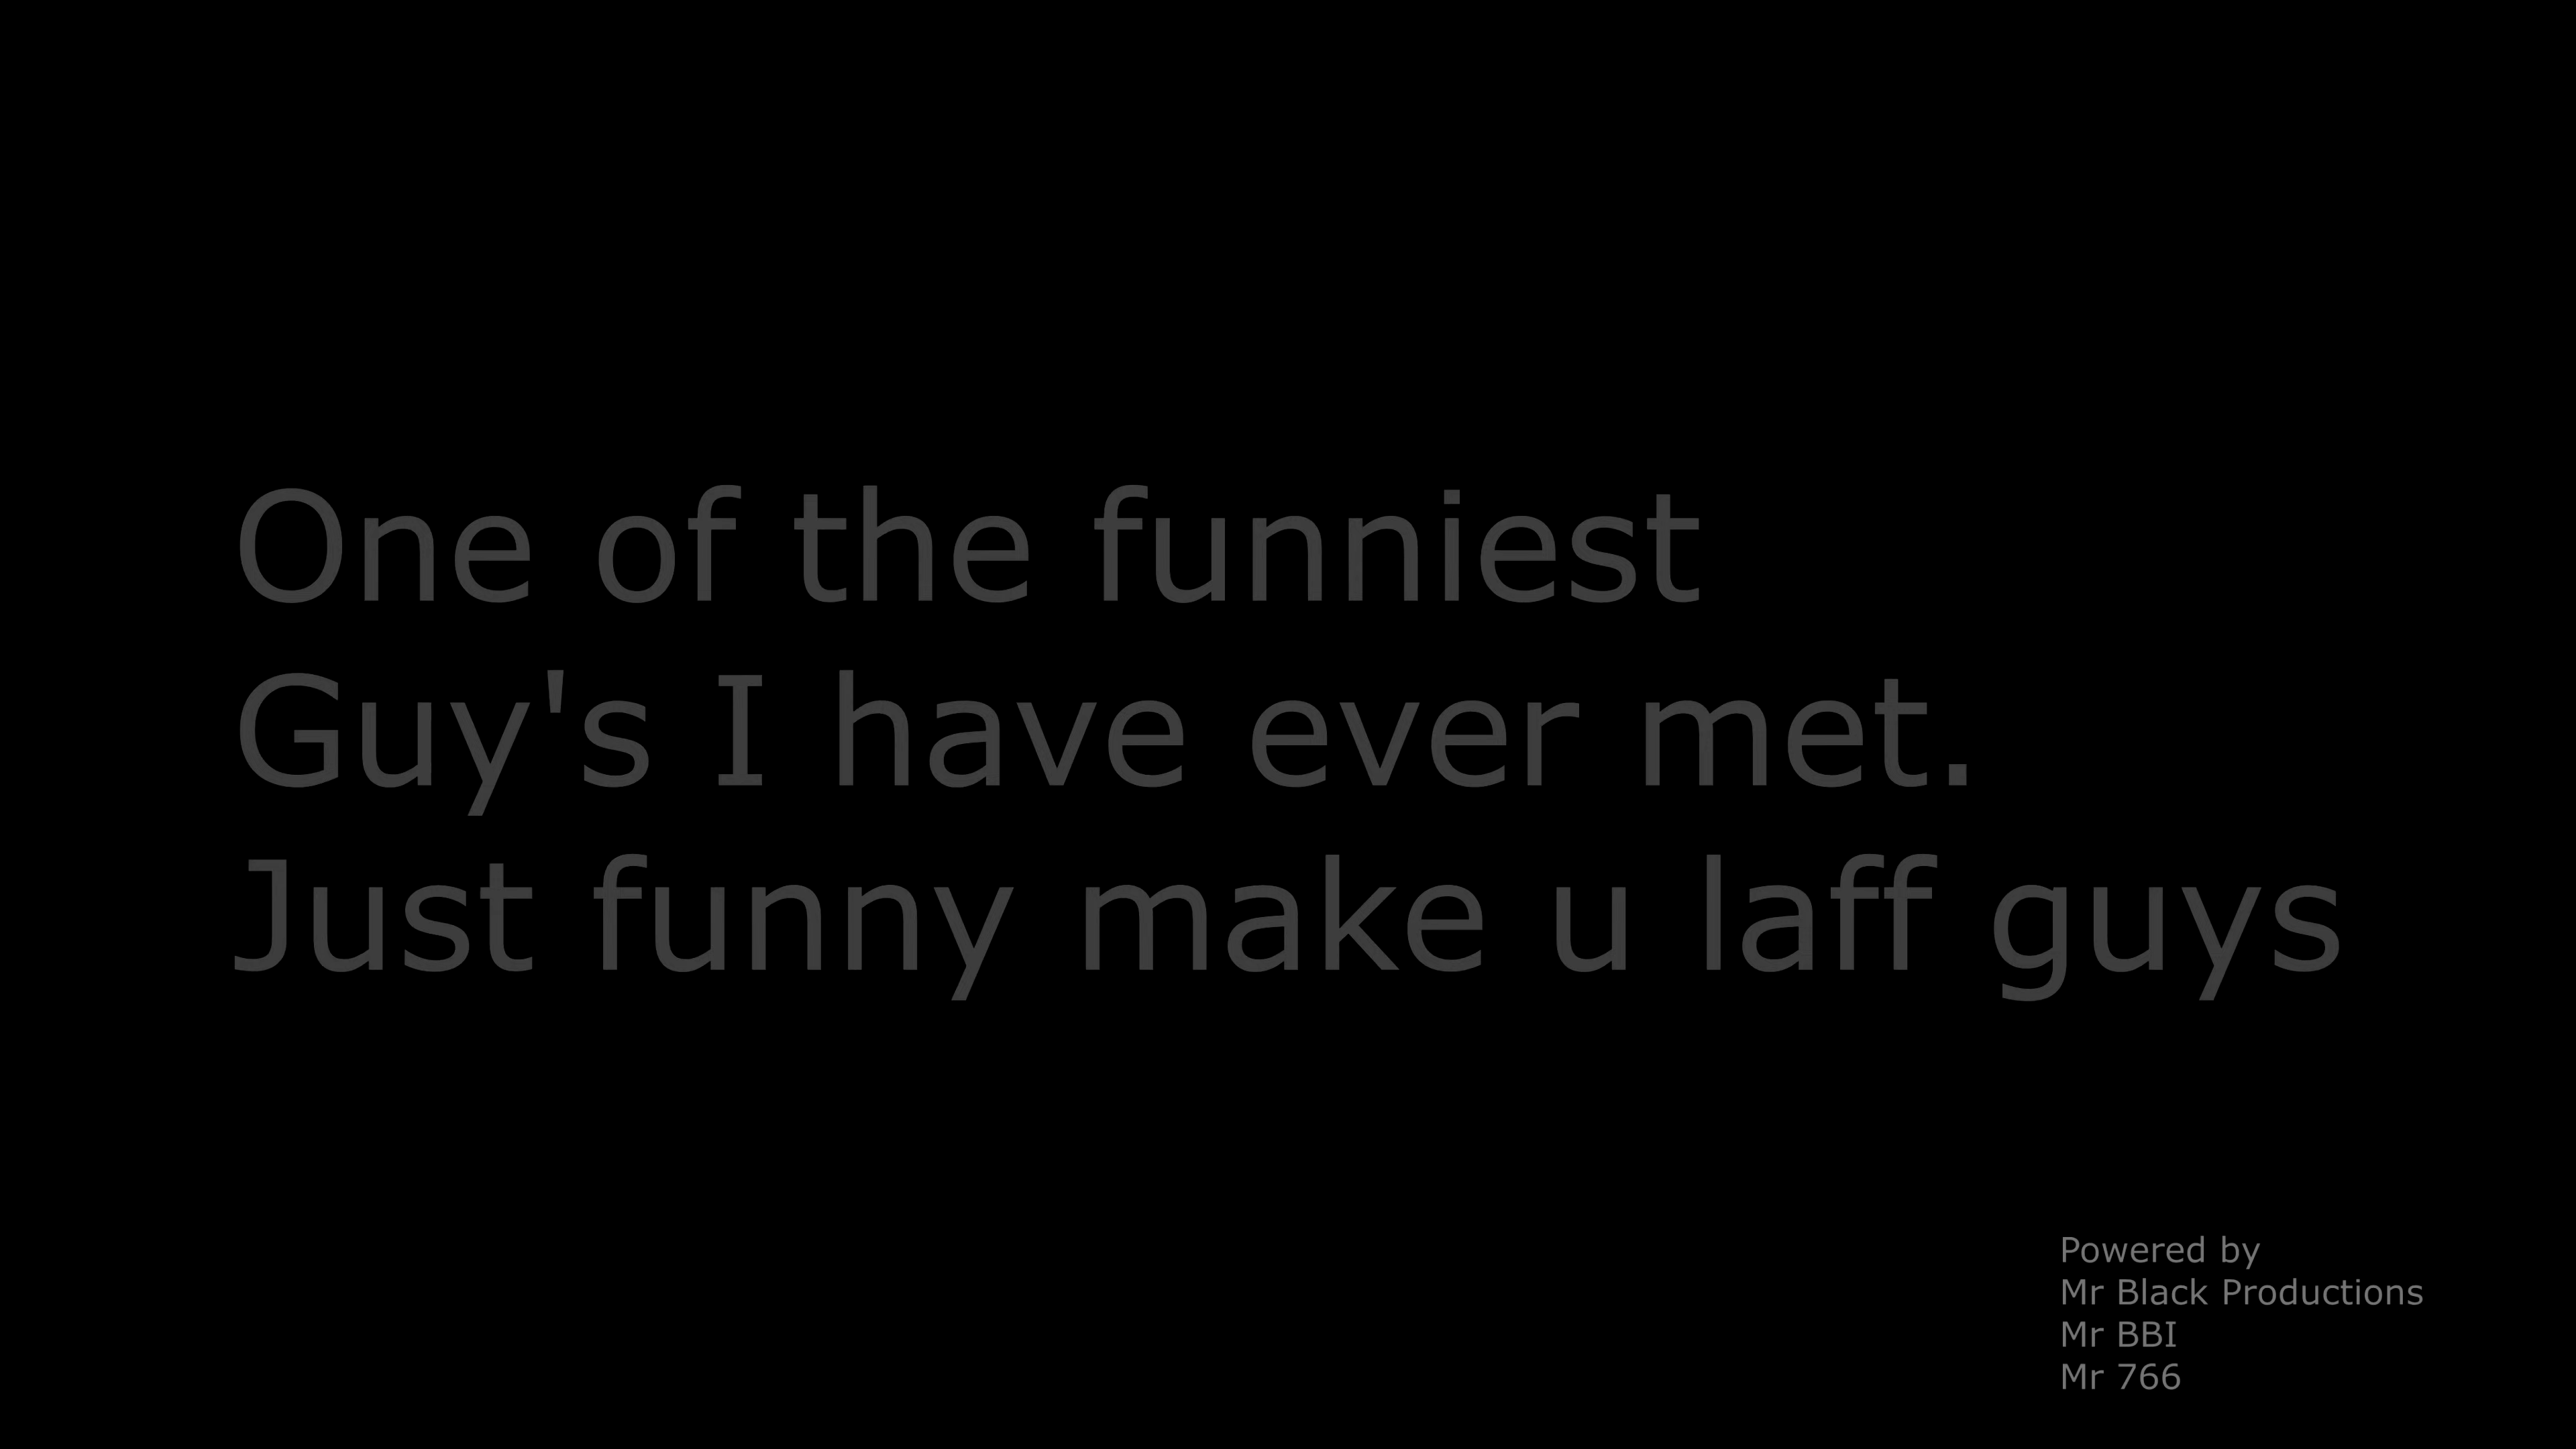 One of the funniest
Guy's I have ever met.
Just funny make u laff guys
Powered by
Mr Black Productions
Mr BBI
Mr 766